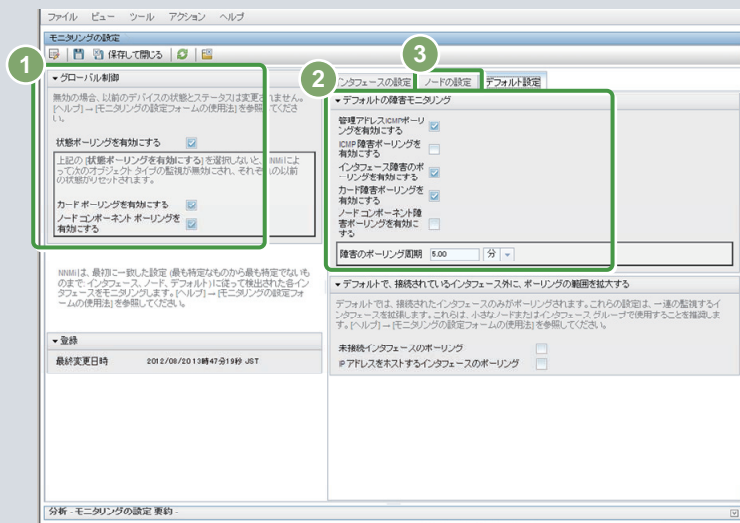 ファイル ビュー ツール アクション ヘルプ
モニタリングの設定
保存して閉じる
1
▼グローバル制御
無効の場合、以前のデバイスの状態とステータスは変更されません。
[ヘルプ]→[モニタリングの設定フォームの使用法]を参照してくださ
い。
状態ポーリングを有効にする
上記の [状態ポーリングを有効にする] を選択しないと、NNMiによ
って次のオブジェクト タイプの監視が無効にされ、それぞれの以前
の状態がリセットされます。
カード ポーリングを有効にする
ノード コンポーネント ポーリングを
有効にする
NNMiは、最初に一致した設定 (最も特定なものから最も特定でないも
のまで: インタフェース、ノード、デフォルト) に従って検出された各イン
タフェースをモニタリングします。[ヘルプ]→[モニタリングの設定フォ
ームの使用法]を参照してください。
▼登録
最終変更日時 2012/08/20 13時47分19秒 JST
2
3
インタフェースの設定 ノードの設定 デフォルト設定
▼デフォルトの障害モニタリング
管理アドレスICMPポーリ
ングを有効にする
ICMP 障害ポーリングを
有効にする
インタフェース障害のポ
ーリングを有効にする
カード障害ポーリングを
有効にする
ノード コンポーネント障
害ポーリングを有効に
する
障害のポーリング周期 5.00 分
▼デフォルトで、接続されているインタフェース外に、ポーリングの範囲を拡大する
デフォルトでは、接続されたインタフェースのみがポーリングされます。これらの設定は、一連の監視するイ
ンタフェースを拡張します。これらは、小さなノードまたはインタフェース グループで使用することを推奨しま
す。[ヘルプ]→[モニタリングの設定フォームの使用法]を参照してください。
未接続インタフェースのポーリング
IP アドレスをホストするインタフェースのポーリング
分析 - モニタリングの設定 要約 -